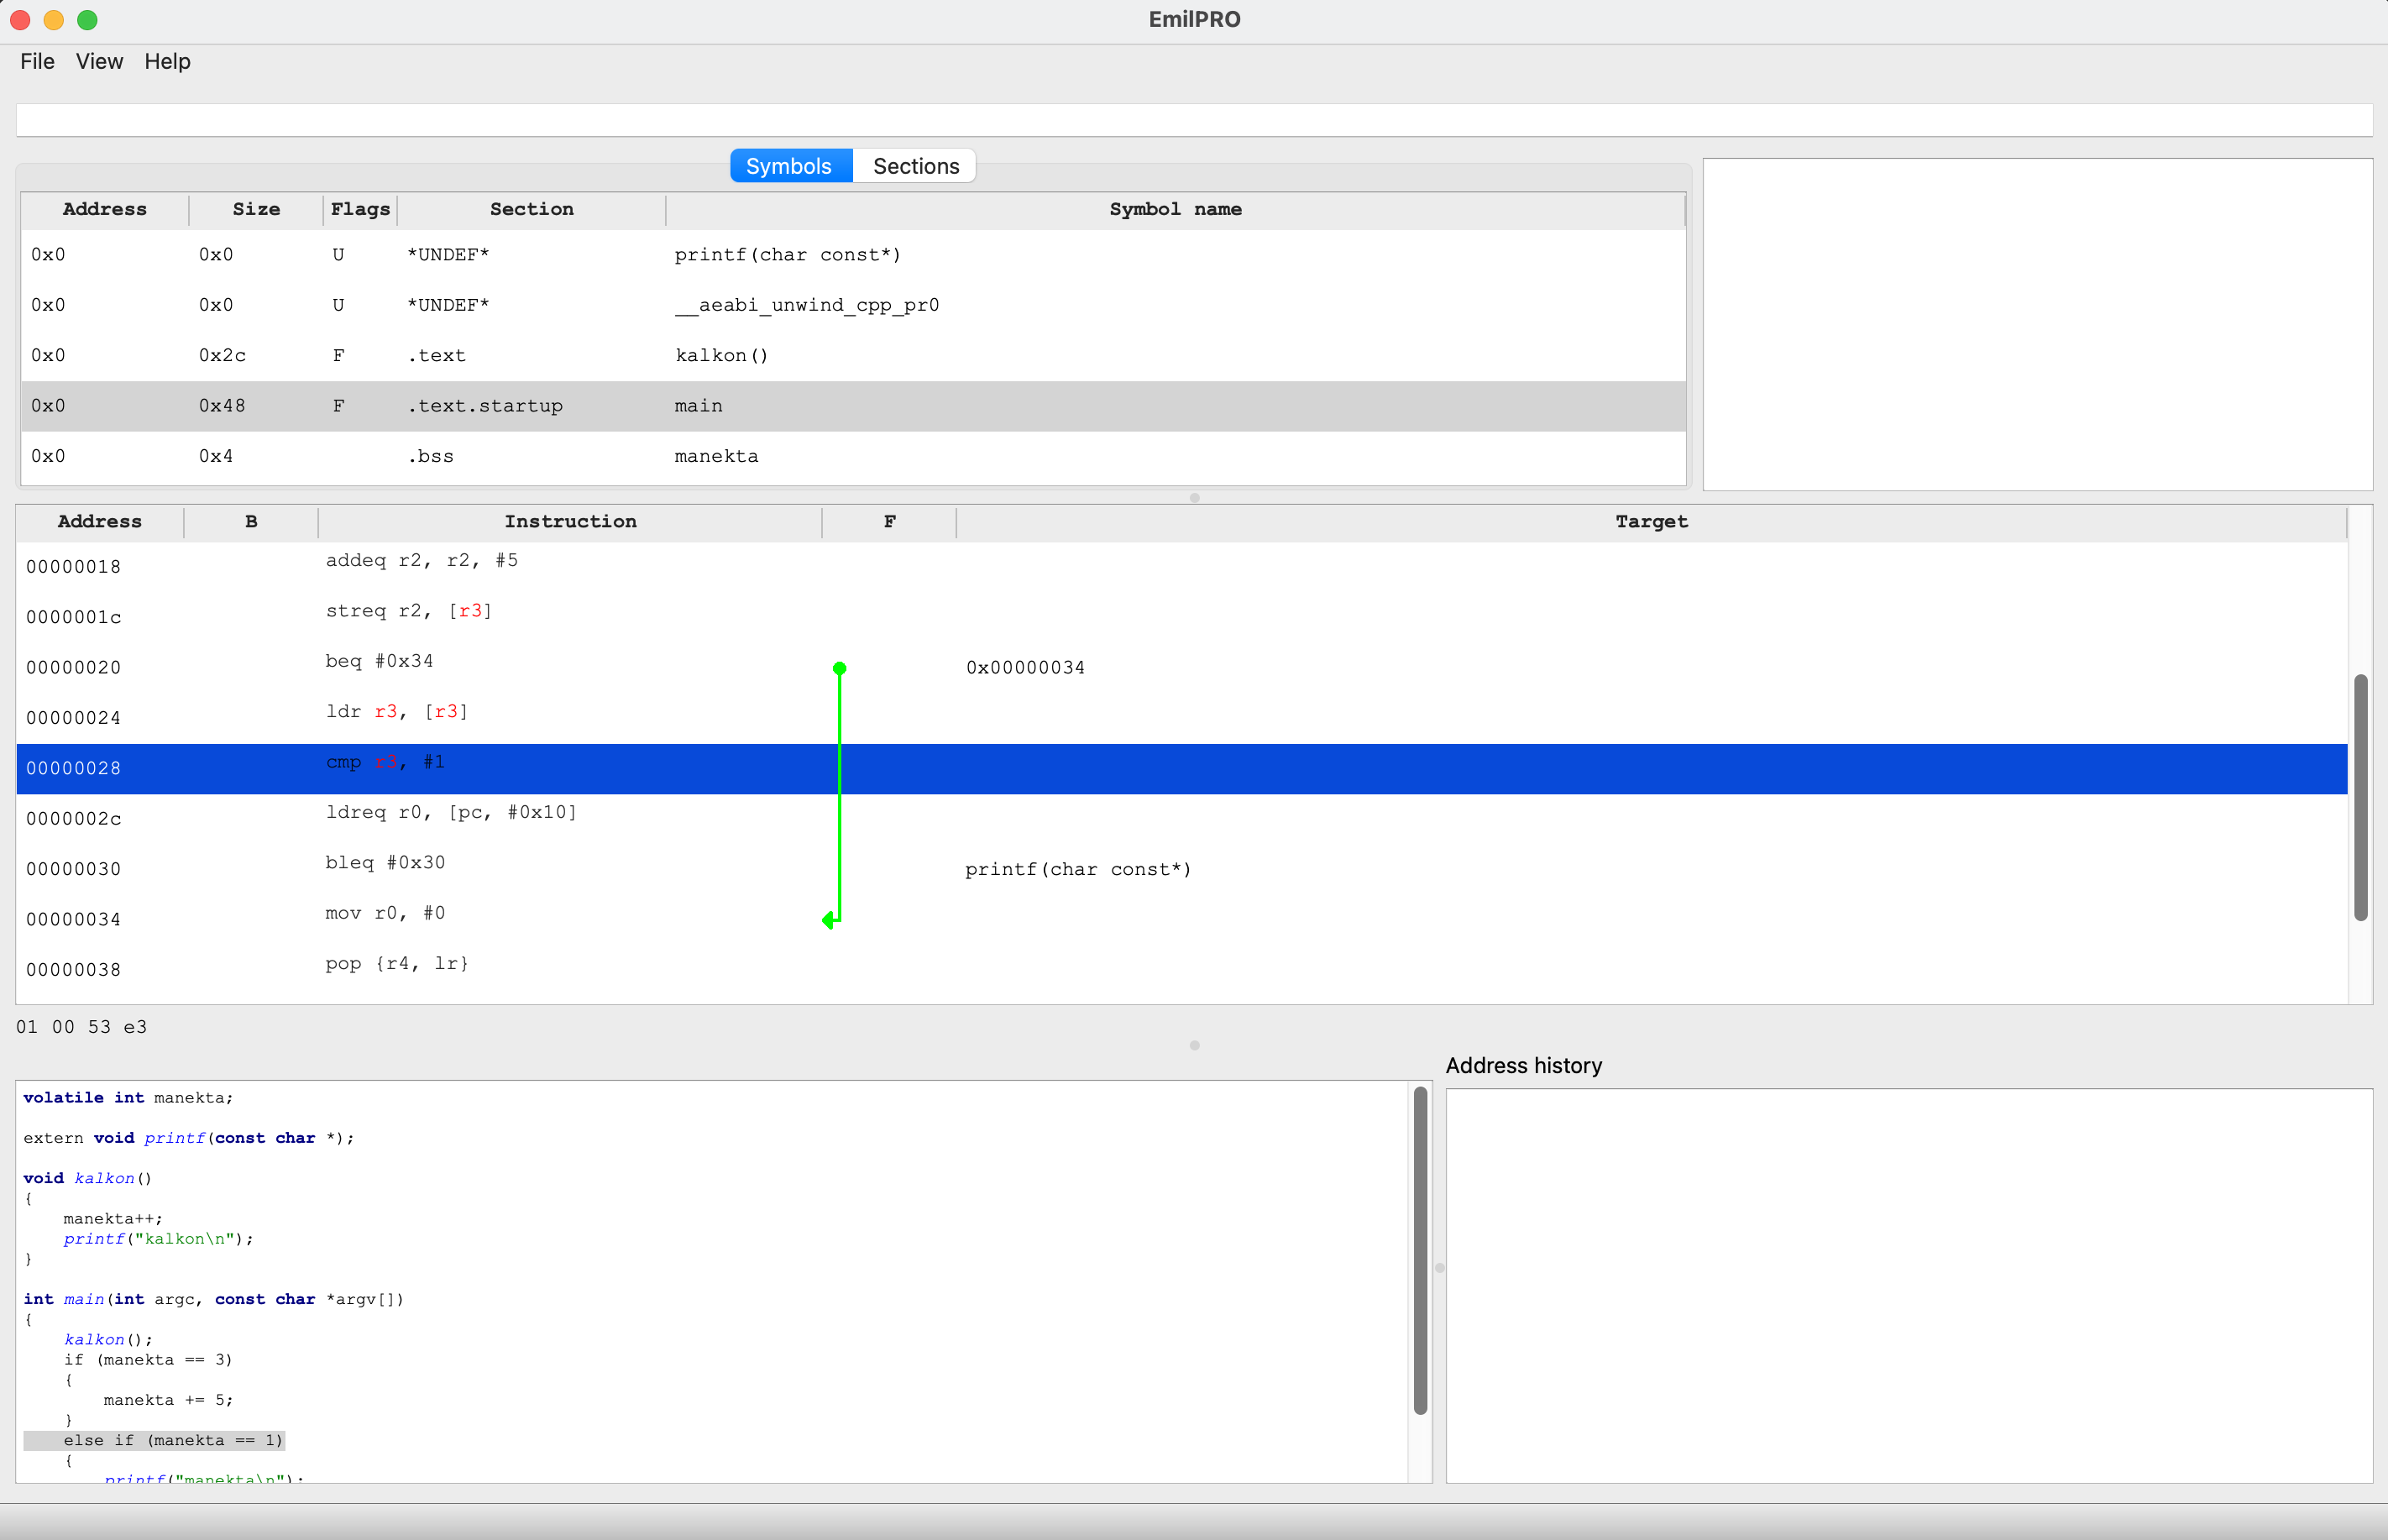 EmilPRO
File View Help
Symbols Sections
Address Size Flags Section Symbol name
0x0 0x0 U *UNDEF* printf(char const*)
0x0 0x0 U *UNDEF* __aeabi_unwind_cpp_pr0
0x0 0x2c F .text kalkon()
0x0 0x48 F .text.startup main
0x0 0x4 .bss manekta
Address B Instruction F Target
00000018 addeq r2, r2, #5
0000001c streq r2, [r3]
00000020 beq #0x34 0x00000034
00000024 ldr r3, [r3]
00000028 cmp r3, #1
0000002c ldreq r0, [pc, #0x10]
00000030 bleq #0x30 printf(char const*)
00000034 mov r0, #0
00000038 pop {r4, lr}
01 00 53 e3
Address history
volatile int manekta;
extern void printf(const char *);
void kalkon()
{
manekta++;
printf("kalkon\n");
}
int main(int argc, const char *argv[])
{
kalkon();
if (manekta == 3)
{
manekta += 5;
}
else if (manekta == 1)
{
printf("manekta\n");